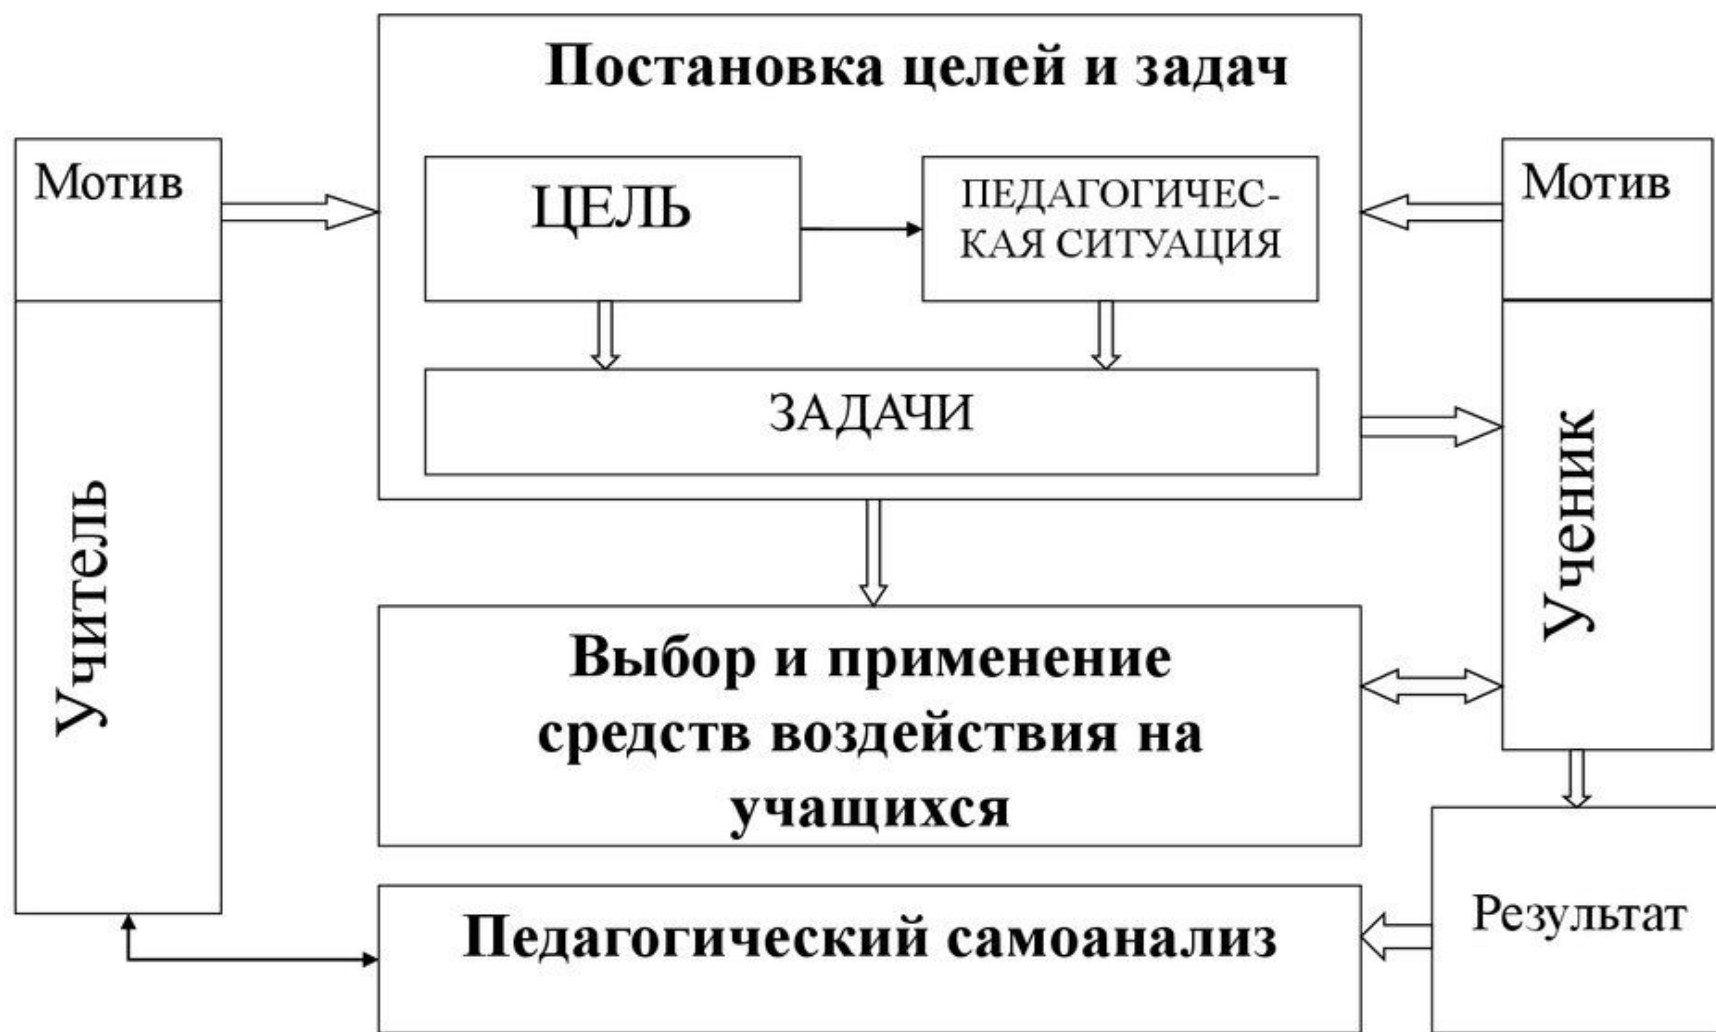 Постановка целей и задач
Мотив
ЦЕЛЬ
ПЕДАГОГИЧЕС-
КАЯ СИТУАЦИЯ
Мотив
ЗАДАЧИ
Учитель
Ученик
Выбор и применение
средств воздействия на
учащихся
Педагогический самоанализ
Результат